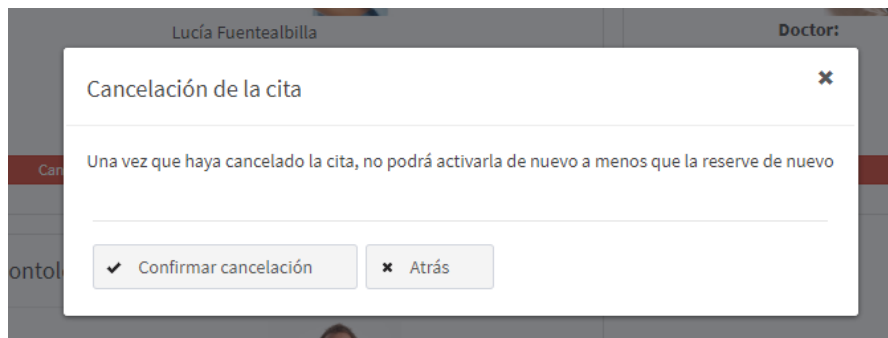 Lucía Fuentealbilla
Doctor:
Cancelación de la cita
Una vez que haya cancelado la cita, no podrá activarla de nuevo a menos que la reserve de nuevo
Confirmar cancelación
Atrás